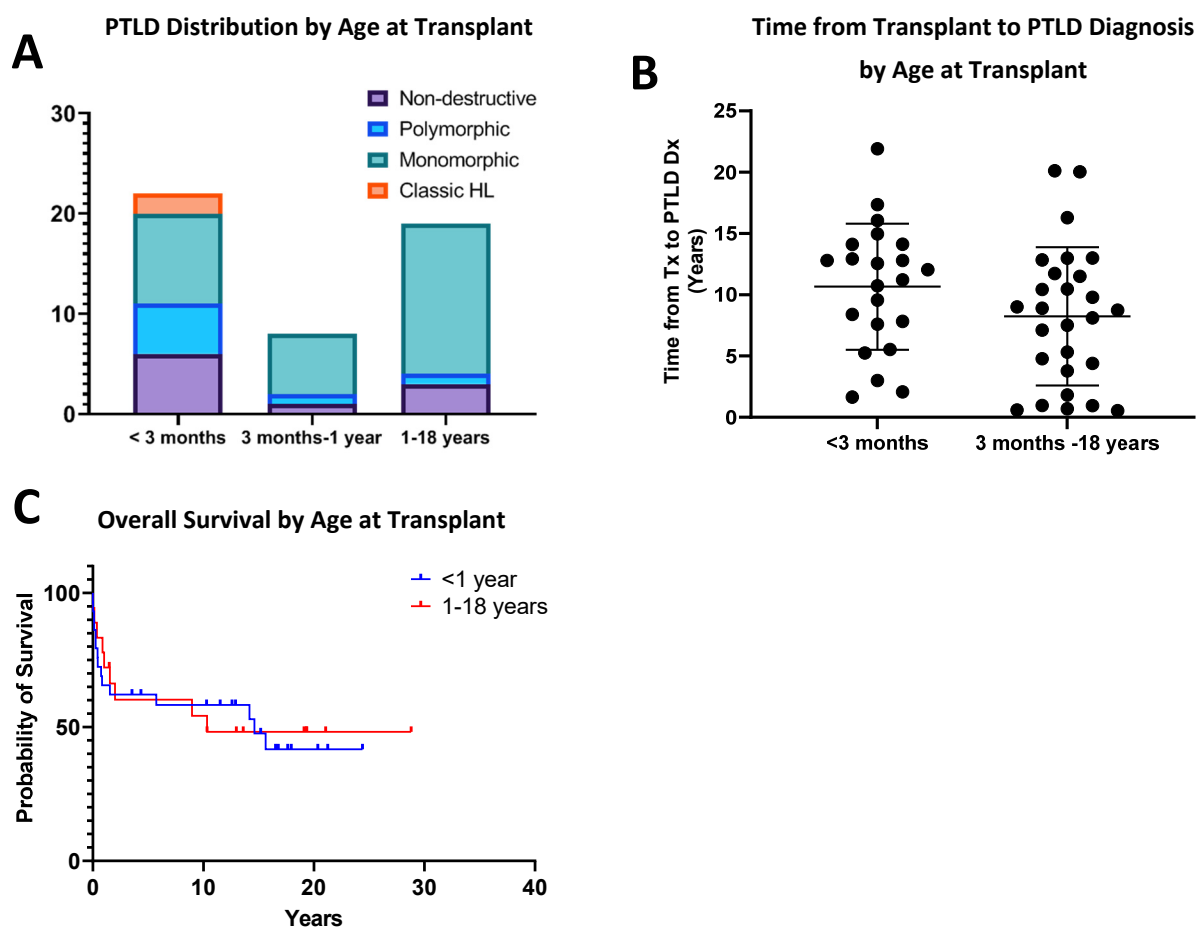 A
PTLD Distribution by Age at Transplant
30
20
10
0
Non-destructive
Polymorphic
Monomorphic
Classic HL
< 3 months
3 months-1 year
1-18 years
B
Time from Transplant to PTLD Diagnosis
by Age at Transplant
Time from Tx to PTLD Dx
(Years)
25
20
15
10
5
0
<3 months
3 months -18 years
C
Overall Survival by Age at Transplant
Probability of Survival
100
50
0
<1 year
1-18 years
0
10
20
30
40
Years